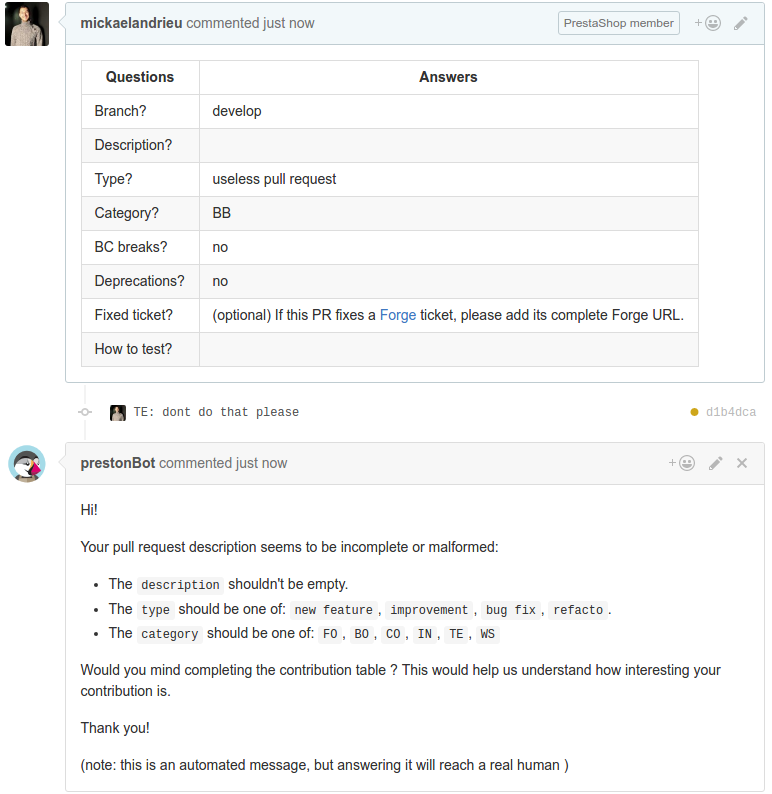 mickaelandrieu commented just now PrestaShop member
Questions Answers
Branch? develop
Description?
Type? useless pull request
Category? BB
BC breaks? no
Deprecations? no
Fixed ticket? (optional) If this PR fixes a Forge ticket, please add its complete Forge URL.
How to test?
TE: dont do that please d1b4dca
prestonBot commented just now
Hi!
Your pull request description seems to be incomplete or malformed:
• The description shouldn't be empty.
• The type should be one of: new feature, improvement, bug fix, refacto.
• The category should be one of: FO, BO, CO, IN, TE, WS
Would you mind completing the contribution table ? This would help us understand how interesting your
contribution is.
Thank you!
(note: this is an automated message, but answering it will reach a real human )